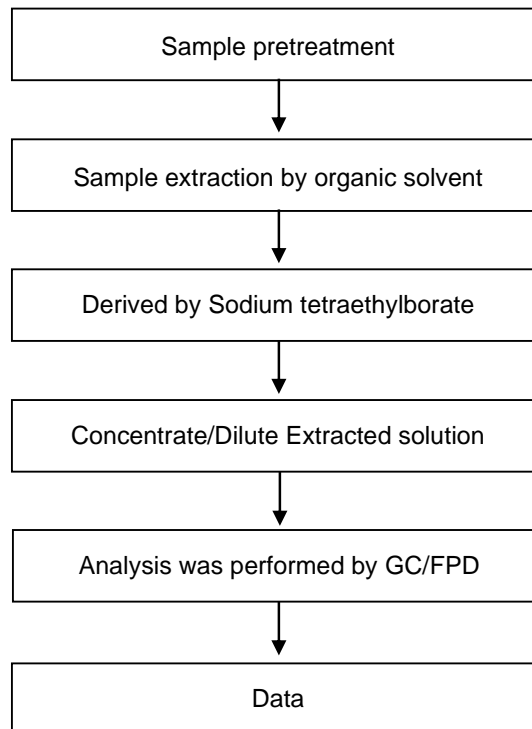 Sample pretreatment
Sample extraction by organic solvent
Derived by Sodium tetraethylborate
Concentrate/Dilute Extracted solution
Analysis was performed by GC/FPD
Data